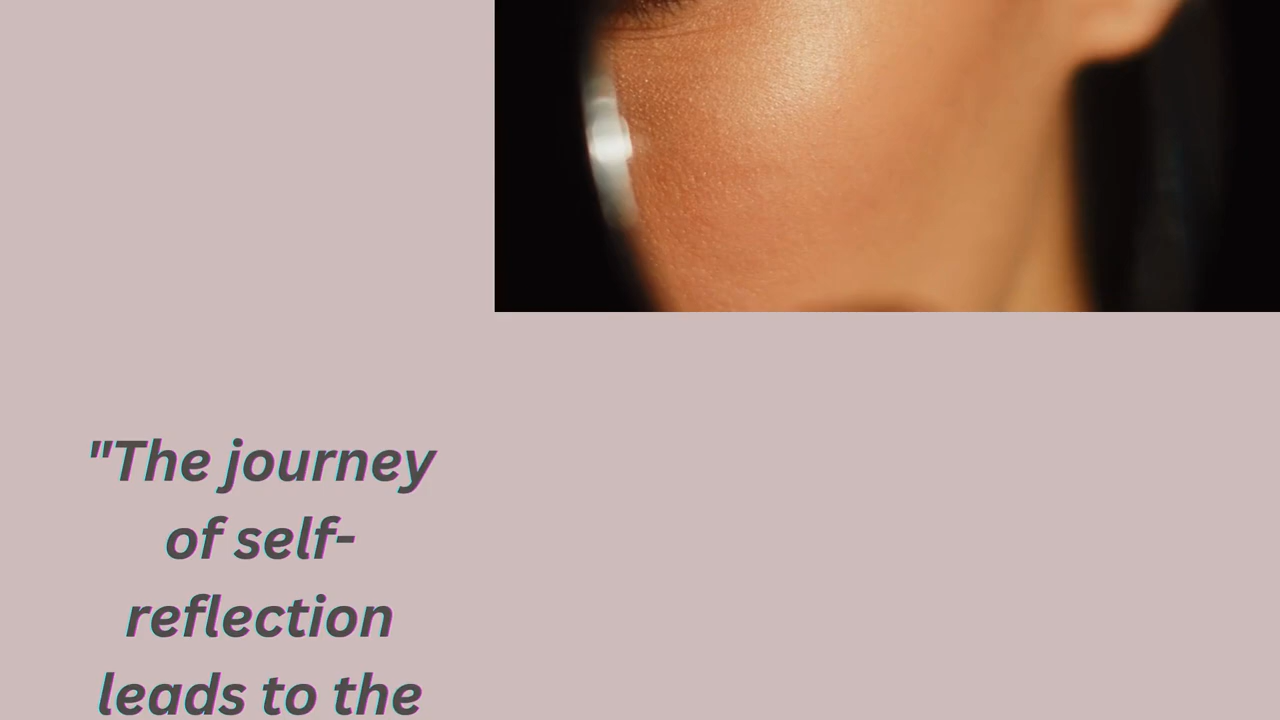 "The journey
of self-
reflection
leads to the